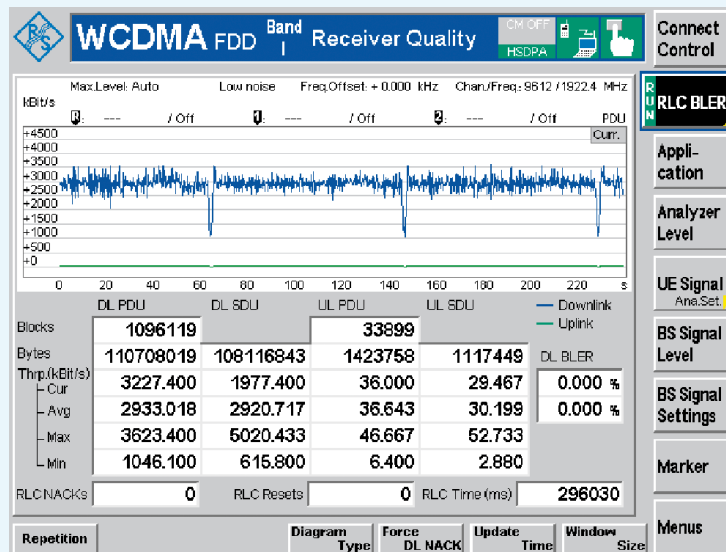 R&S WCDMA FDD Band I Receiver Quality CM OFF HSDPA
Connect Control
Max.Level: Auto Low noise Freq.Offset: + 0.000 kHz Chan./Freq.: 9612 / 1922.4 MHz
kBit/s
--- / Off 1: --- / Off 2: --- / Off PDU
Curr.
+4500
+4000
+3500
+3000
+2500
+2000
+1500
+1000
+500
+0
0 20 40 60 80 100 120 140 160 180 200 220 s
DL PDU DL SDU UL PDU UL SDU
Downlink
Uplink
Blocks 1096119 33899
Bytes 110708019 108116843 1423758 1117449 DL BLER
Thrp.(kBit/s)
Cur 3227.400 1977.400 36.000 29.467 0.000 %
Avg 2933.018 2920.717 36.643 30.199 0.000 %
Max 3623.400 5020.433 46.667 52.733
Min 1046.100 615.800 6.400 2.880
RLC NACKs 0 RLC Resets 0 RLC Time (ms) 296030
RUN RLC BLER
Appli-
cation
Analyzer
Level
UE Signal
Ana.Set.
BS Signal
Level
BS Signal
Settings
Marker
Menus
Repetition
Diagram
Type
Force
DL NACK
Update
Time
Window
Size